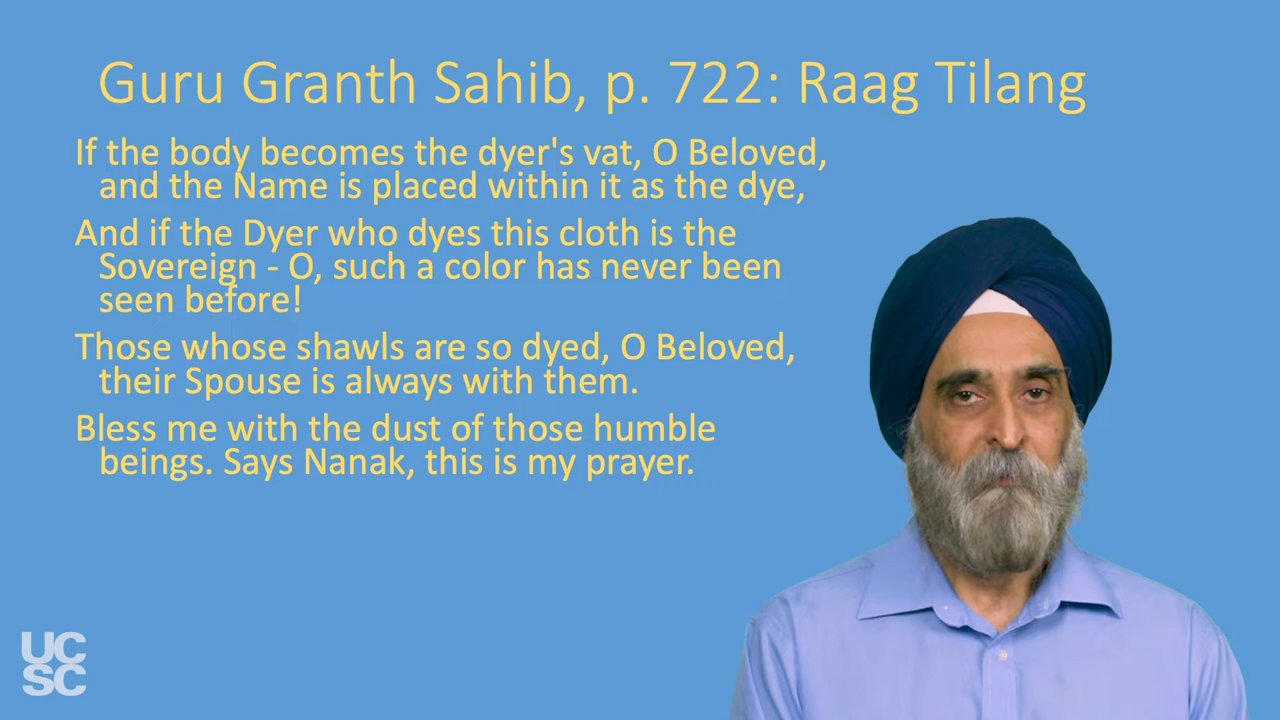 Guru Granth Sahib, p. 722: Raag Tilang
If the body becomes the dyer's vat, O Beloved,
and the Name is placed within it as the dye,
And if the Dyer who dyes this cloth is the
Sovereign - O, such a color has never been
seen before!
Those whose shawls are so dyed, O Beloved,
their Spouse is always with them.
Bless me with the dust of those humble
beings. Says Nanak, this is my prayer.
UC
SC